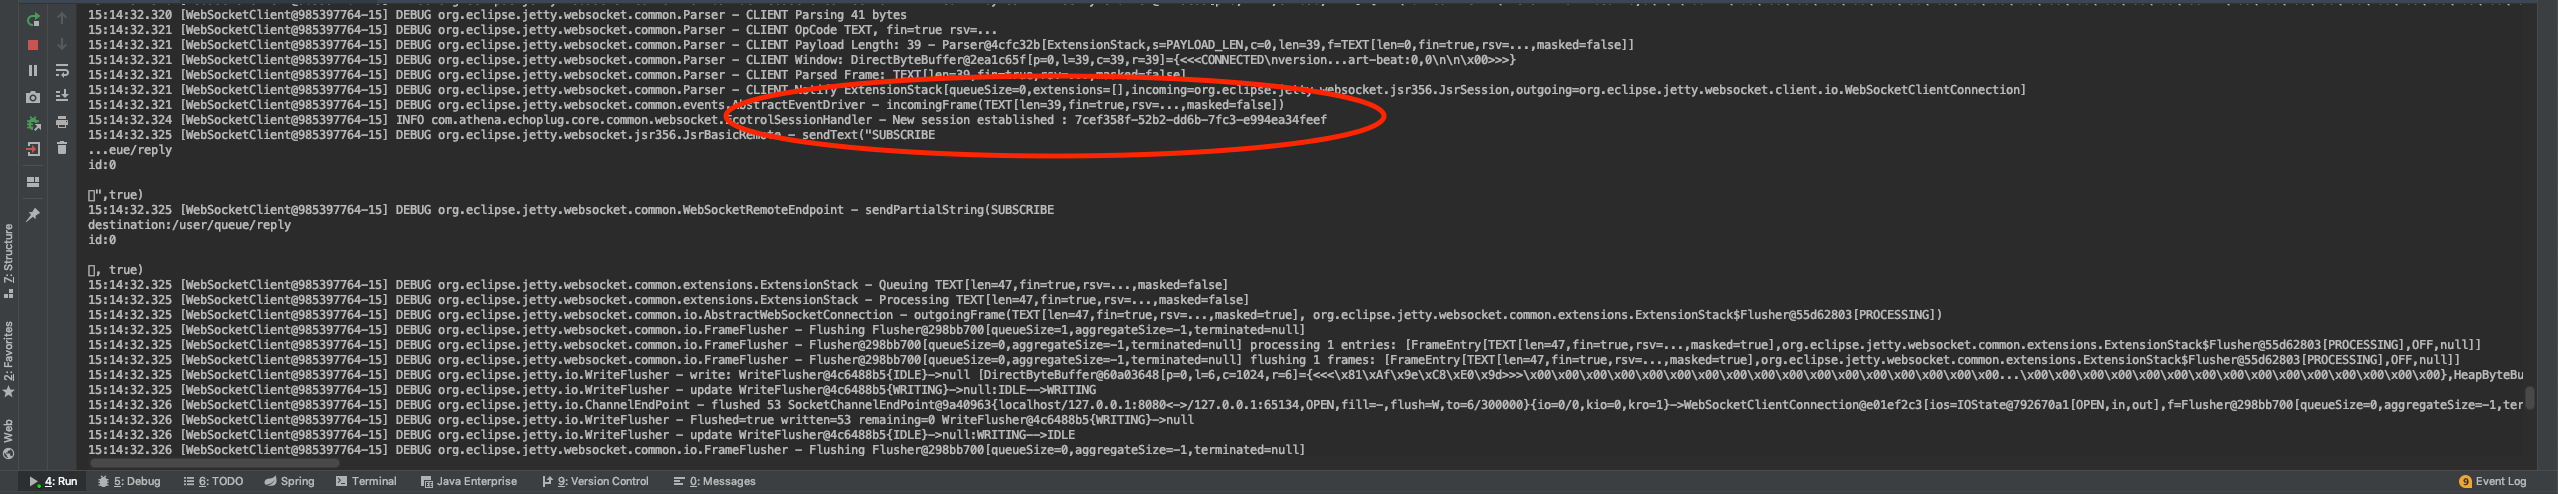 15:14:32.320 [WebSocketClient@985397764-15] DEBUG org.eclipse.jetty.websocket.common.Parser - CLIENT Parsing 41 bytes
15:14:32.321 [WebSocketClient@985397764-15] DEBUG org.eclipse.jetty.websocket.common.Parser - CLIENT OpCode TEXT, fin=true rsv=...
15:14:32.321 [WebSocketClient@985397764-15] DEBUG org.eclipse.jetty.websocket.common.Parser - CLIENT Payload Length: 39 - Parser@4cfc32b[ExtensionStack,s=PAYLOAD_LEN,c=0,len=39,f=TEXT[len=0,fin=true,rsv=...,masked=false]]
15:14:32.321 [WebSocketClient@985397764-15] DEBUG org.eclipse.jetty.websocket.common.Parser - CLIENT Window: DirectByteBuffer@2ea1c65f[p=0,l=39,c=39,r=39]={<<<CONNECTED\nversion...art-beat:0,0\n\n\x00>>>}
15:14:32.321 [WebSocketClient@985397764-15] DEBUG org.eclipse.jetty.websocket.common.Parser - CLIENT Parsed Frame: TEXT[len=39,fin=true,rsv=...,masked=false]
15:14:32.321 [WebSocketClient@985397764-15] DEBUG org.eclipse.jetty.websocket.common.Parser - CLIENT Notify ExtensionStack[queueSize=0,extensions=[],incoming=org.eclipse.jetty.websocket.jsr356.JsrSession,outgoing=org.eclipse.jetty.websocket.client.io.WebSocketClientConnection]
15:14:32.321 [WebSocketClient@985397764-15] DEBUG org.eclipse.jetty.websocket.common.events.AbstractEventDriver - incomingFrame(TEXT[len=39,fin=true,rsv=...,masked=false])
15:14:32.324 [WebSocketClient@985397764-15] INFO com.athena.echoplug.core.common.websocket.EcotrolSessionHandler - New session established : 7cef358f-52b2-dd6b-7fc3-e994ea34feef
15:14:32.325 [WebSocketClient@985397764-15] DEBUG org.eclipse.jetty.websocket.jsr356.JsrBasicRemote - sendText("SUBSCRIBE
...eue/reply
id:0
",true)
15:14:32.325 [WebSocketClient@985397764-15] DEBUG org.eclipse.jetty.websocket.common.WebSocketRemoteEndpoint - sendPartialString(SUBSCRIBE
destination:/user/queue/reply
id:0
, true)
15:14:32.325 [WebSocketClient@985397764-15] DEBUG org.eclipse.jetty.websocket.common.extensions.ExtensionStack - Queuing TEXT[len=47,fin=true,rsv=...,masked=false]
15:14:32.325 [WebSocketClient@985397764-15] DEBUG org.eclipse.jetty.websocket.common.extensions.ExtensionStack - Processing TEXT[len=47,fin=true,rsv=...,masked=false]
15:14:32.325 [WebSocketClient@985397764-15] DEBUG org.eclipse.jetty.websocket.common.io.AbstractWebSocketConnection - outgoingFrame(TEXT[len=47,fin=true,rsv=...,masked=true], org.eclipse.jetty.websocket.common.extensions.ExtensionStack$Flusher@55d62803[PROCESSING])
15:14:32.325 [WebSocketClient@985397764-15] DEBUG org.eclipse.jetty.websocket.common.io.FrameFlusher - Flushing Flusher@298bb700[queueSize=1,aggregateSize=-1,terminated=null]
15:14:32.325 [WebSocketClient@985397764-15] DEBUG org.eclipse.jetty.websocket.common.io.FrameFlusher - Flusher@298bb700[queueSize=0,aggregateSize=-1,terminated=null] processing 1 entries: [FrameEntry[TEXT[len=47,fin=true,rsv=...,masked=true],org.eclipse.jetty.websocket.common.extensions.ExtensionStack$Flusher@55d62803[PROCESSING],OFF,null]]
15:14:32.325 [WebSocketClient@985397764-15] DEBUG org.eclipse.jetty.websocket.common.io.FrameFlusher - Flusher@298bb700[queueSize=0,aggregateSize=-1,terminated=null] flushing 1 frames: [FrameEntry[TEXT[len=47,fin=true,rsv=...,masked=true],org.eclipse.jetty.websocket.common.extensions.ExtensionStack$Flusher@55d62803[PROCESSING],OFF,null]]
15:14:32.325 [WebSocketClient@985397764-15] DEBUG org.eclipse.jetty.io.WriteFlusher - write: WriteFlusher@4c6488b5{IDLE}->null [DirectByteBuffer@60a03648[p=0,l=6,c=1024,r=6]={<<<\x81\xAf\x9e\xC8\xE0\x9d>>>\x00\x00\x00\x00\x00\x00\x00\x00\x00\x00\x00\x00\x00\x00\x00...\x00\x00\x00\x00\x00\x00\x00\x00\x00\x00\x00\x00\x00\x00\x00},HeapByteBu
15:14:32.325 [WebSocketClient@985397764-15] DEBUG org.eclipse.jetty.io.WriteFlusher - update WriteFlusher@4c6488b5{WRITING}->null:IDLE-->WRITING
15:14:32.326 [WebSocketClient@985397764-15] DEBUG org.eclipse.jetty.io.ChannelEndPoint - flushed 53 SocketChannelEndPoint@9a40963{localhost/127.0.0.1:8080<->/127.0.0.1:65134,OPEN,fill=-,flush=W,to=6/300000}{io=0/0,kio=0,kro=1}->WebSocketClientConnection@e01ef2c3[ios=IOState@792670a1[OPEN,in,out],f=Flusher@298bb700[queueSize=0,aggregateSize=-1,ter
15:14:32.326 [WebSocketClient@985397764-15] DEBUG org.eclipse.jetty.io.WriteFlusher - Flushed=true written=53 remaining=0 WriteFlusher@4c6488b5{WRITING}->null
15:14:32.326 [WebSocketClient@985397764-15] DEBUG org.eclipse.jetty.io.WriteFlusher - update WriteFlusher@4c6488b5{IDLE}->null:WRITING-->IDLE
15:14:32.326 [WebSocketClient@985397764-15] DEBUG org.eclipse.jetty.websocket.common.io.FrameFlusher - Flushing Flusher@298bb700[queueSize=0,aggregateSize=-1,terminated=null]
Z: Structure
2: Favorites
Web
4: Run 5: Debug 6: TODO Spring Terminal Java Enterprise 9: Version Control 0: Messages 9 Event Log